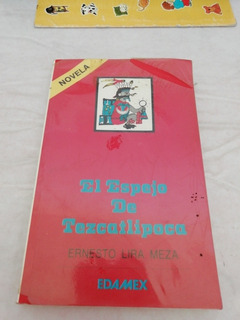 NOVELA
El Espejo
De
Tezcatlipoca
ERNESTO LIRA MEZA
EDAMEX